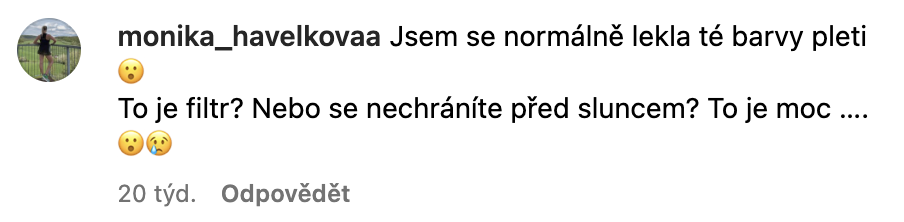 monika_havelkovaa Jsem se normálně lekla té barvy pleti
😮
To je filtr? Nebo se nechráníte před sluncem? To je moc ....
😮😢
20 týd. Odpovědět